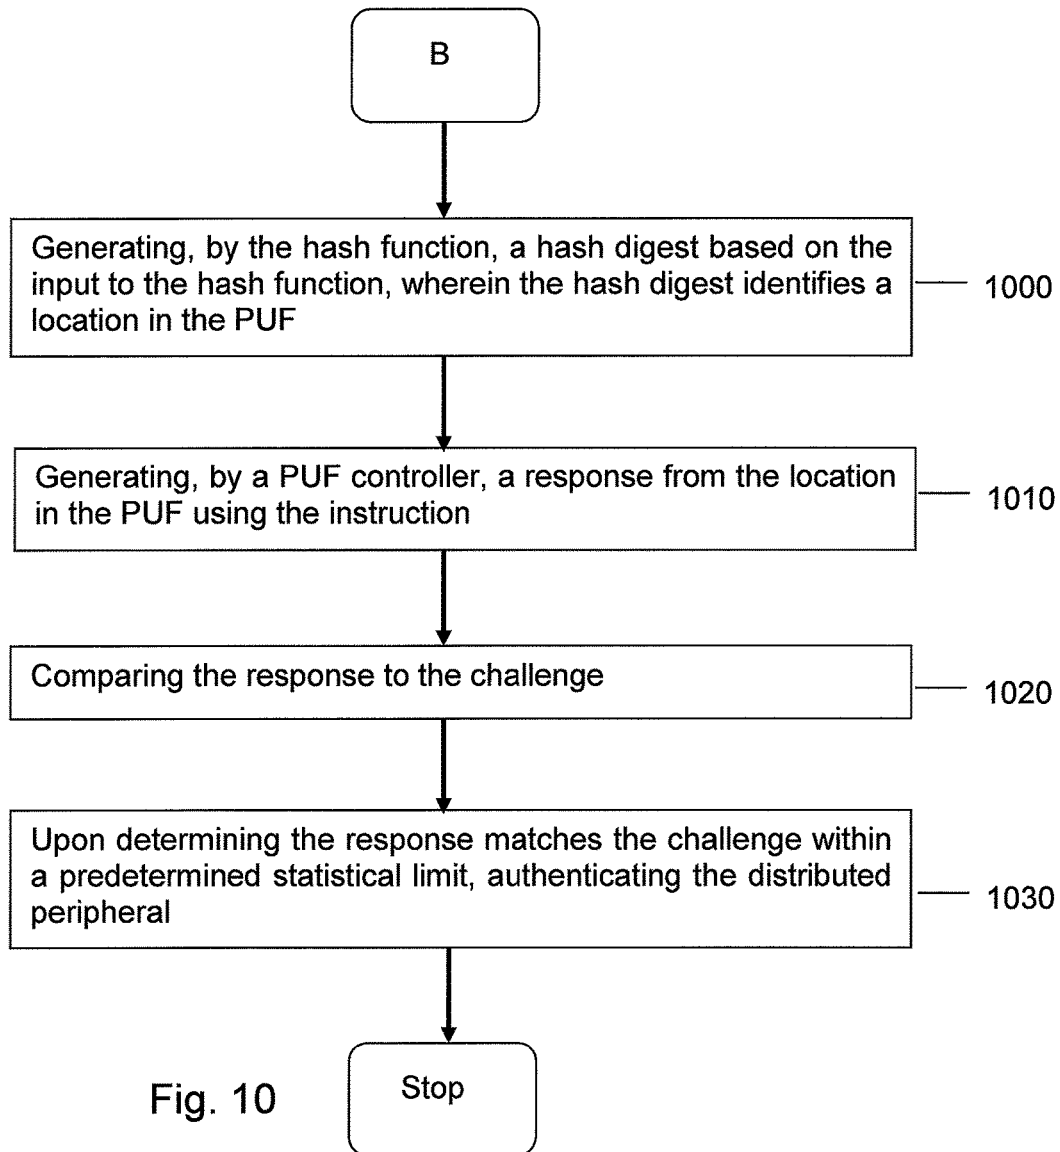 B
Generating, by the hash function, a hash digest based on the
input to the hash function, wherein the hash digest identifies a
location in the PUF
1000
Generating, by a PUF controller, a response from the location
in the PUF using the instruction
1010
Comparing the response to the challenge
1020
Upon determining the response matches the challenge within
a predetermined statistical limit, authenticating the distributed
peripheral
1030
Stop
Fig. 10